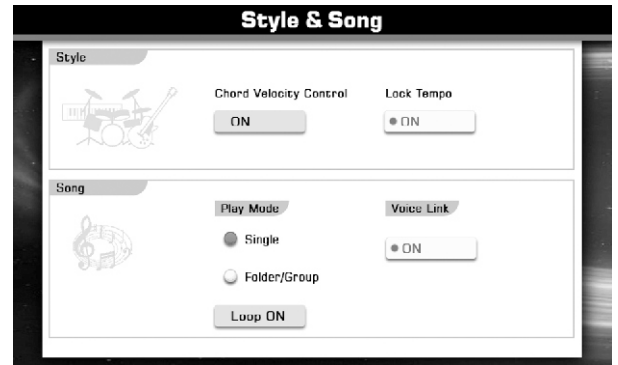 Style & Song
Style
Chord Velocity Control
Lock Tempo
ON
ON
Song
Play Mode
Voice Link
Single
ON
Folder/Group
Loop ON